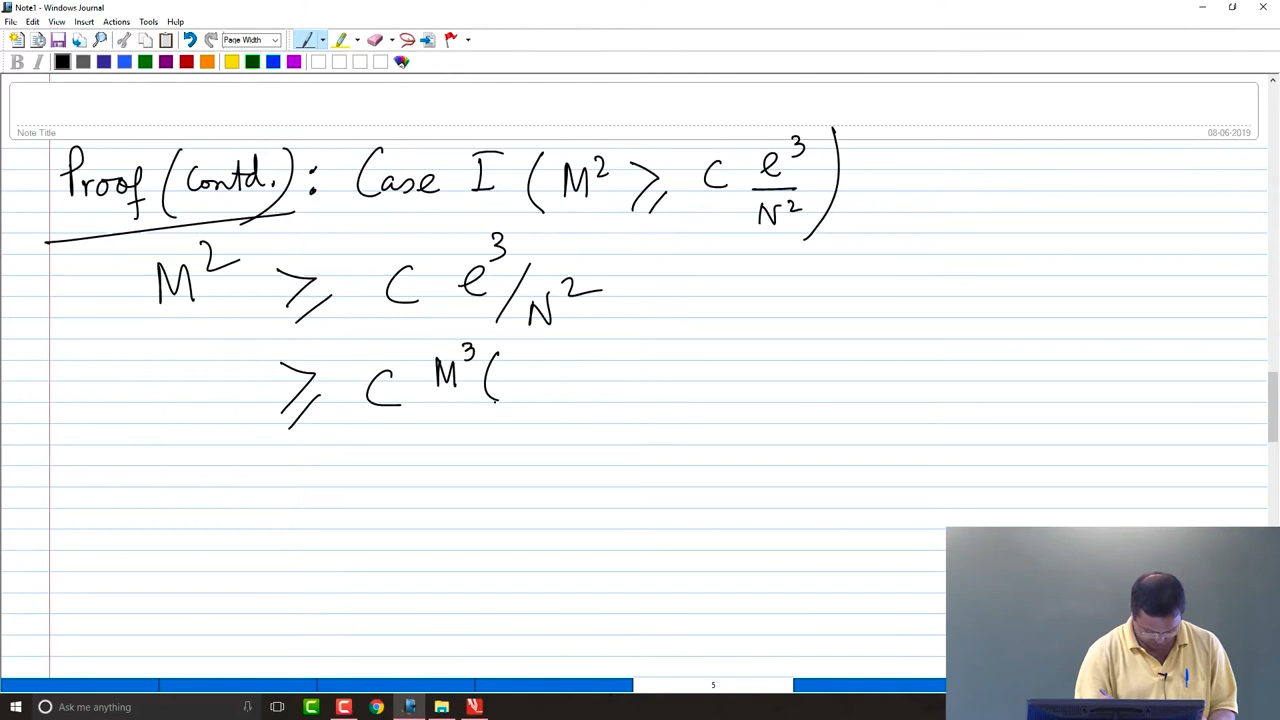 Note1 - Windows Journal
File Edit View Insert Actions Tools Help
Page Width
B I
Note Title
08-06-2019
Proof (contd.): Case I (M² ⩾ C e³/N²)
M² ⩾ C e³/N²
⩾ C M³(
5
Ask me anything